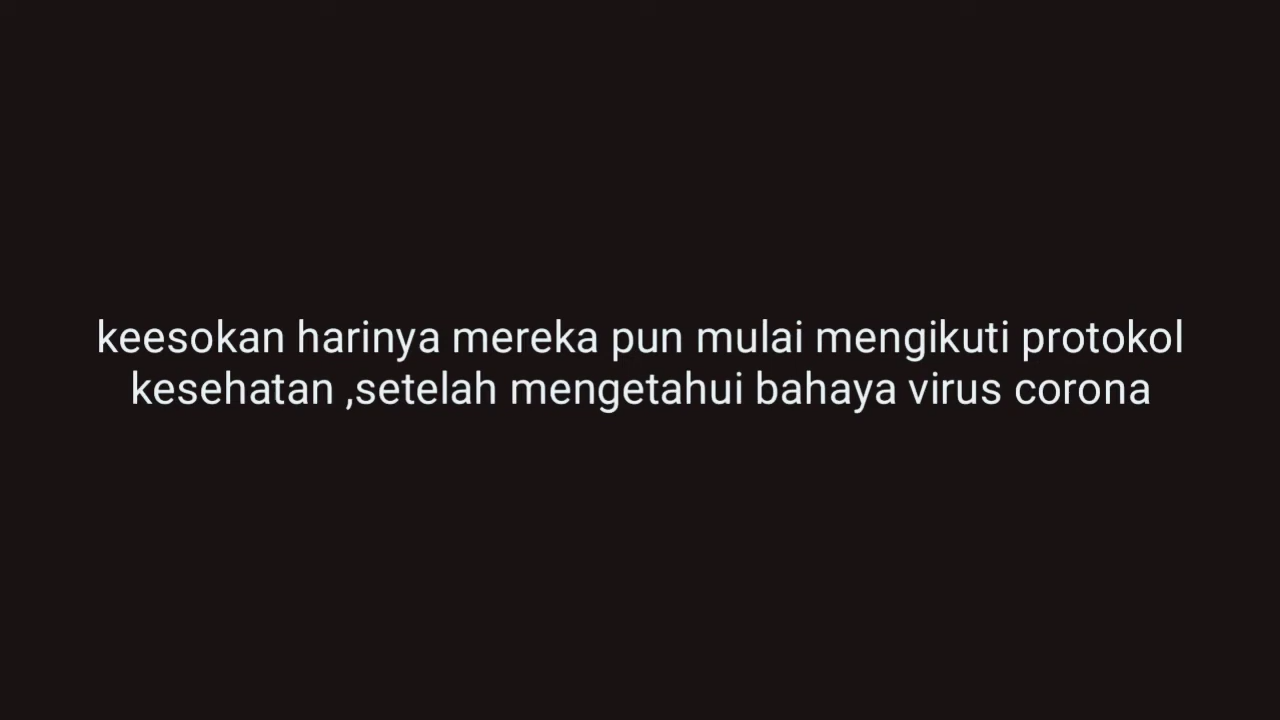 keesokan harinya mereka pun mulai mengikuti protokol
kesehatan ,setelah mengetahui bahaya virus corona